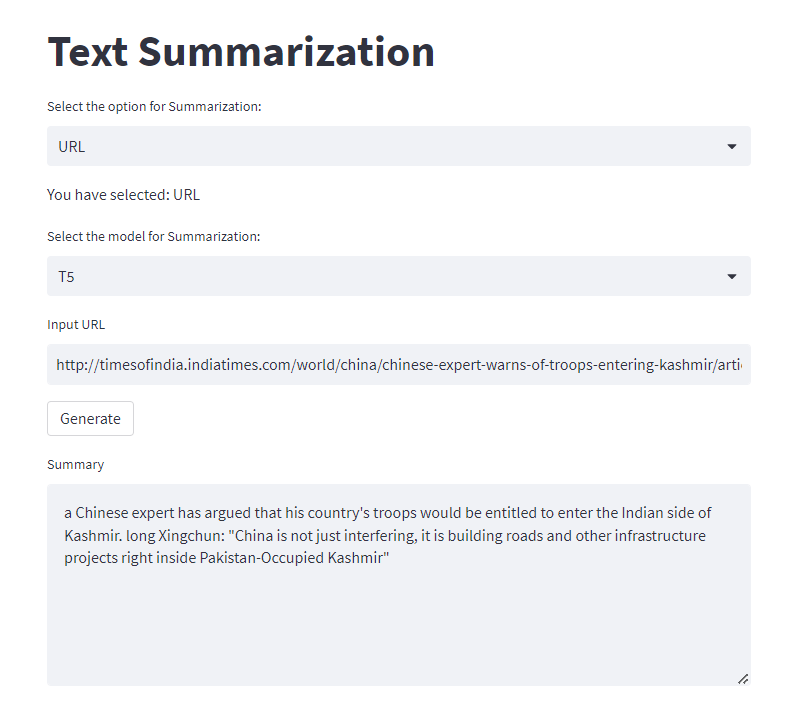 Text Summarization
Select the option for Summarization:
URL
You have selected: URL
Select the model for Summarization:
T5
Input URL
http://timesofindia.indiatimes.com/world/china/chinese-expert-warns-of-troops-entering-kashmir/arti
Generate
Summary
a Chinese expert has argued that his country's troops would be entitled to enter the Indian side of
Kashmir. long Xingchun: "China is not just interfering, it is building roads and other infrastructure
projects right inside Pakistan-Occupied Kashmir"